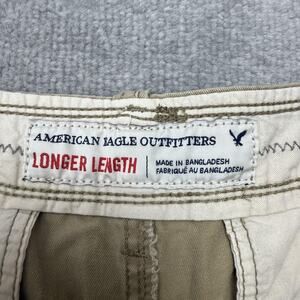 AMERICAN EAGLE OUTFITTERS
LONGER LENGTH
MADE IN BANGLADESH
FABRIQUÉ AU BANGLADESH